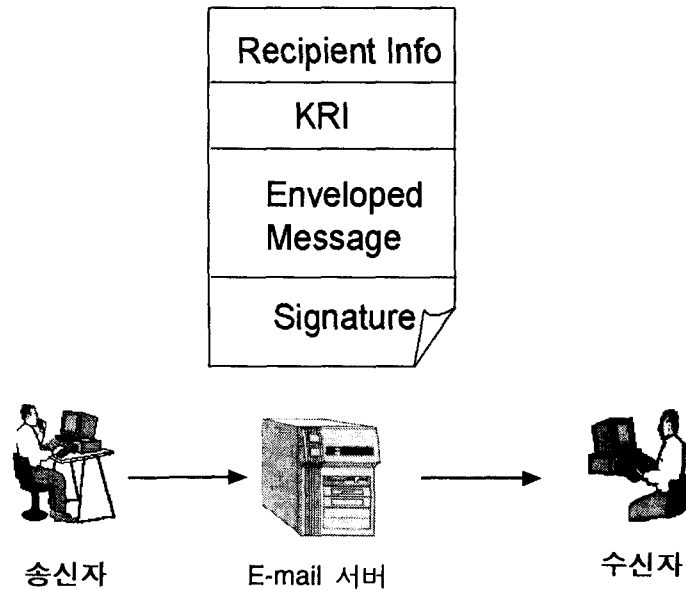 Recipient Info
KRI
Enveloped
Message
Signature
송신자
E-mail 서버
수신자